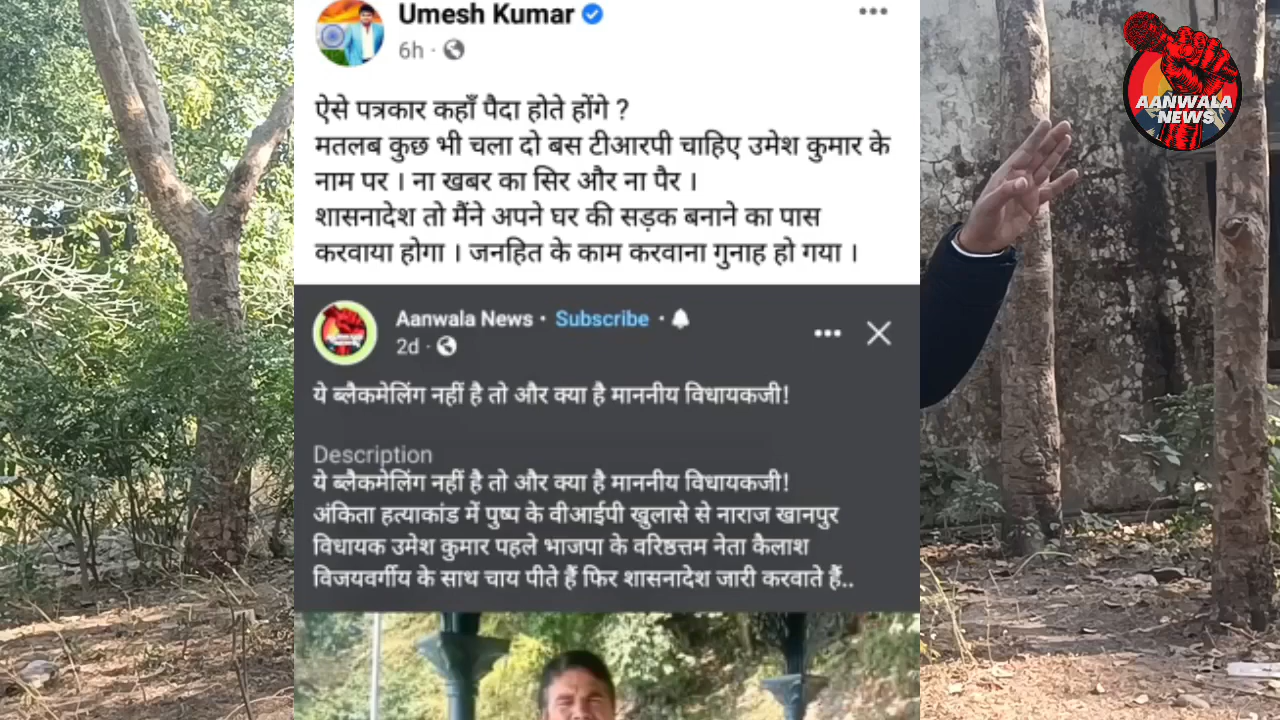 Umesh Kumar
6h ·
ऐसे पत्रकार कहाँ पैदा होते होंगे ?
मतलब कुछ भी चला दो बस टीआरपी चाहिए उमेश कुमार के
नाम पर । ना खबर का सिर और ना पैर ।
शासनादेश तो मैंने अपने घर की सड़क बनाने का पास
करवाया होगा । जनहित के काम करवाना गुनाह हो गया ।
Aanwala News · Subscribe ·
2d ·
ये ब्लैकमेलिंग नहीं है तो और क्या है माननीय विधायकजी!
Description
ये ब्लैकमेलिंग नहीं है तो और क्या है माननीय विधायकजी!
अंकिता हत्याकांड में पुष्प के वीआईपी खुलासे से नाराज खानपुर
विधायक उमेश कुमार पहले भाजपा के वरिष्ठत्तम नेता कैलाश
विजयवर्गीय के साथ चाय पीते हैं फिर शासनादेश जारी करवाते हैं..
AANWALA
NEWS